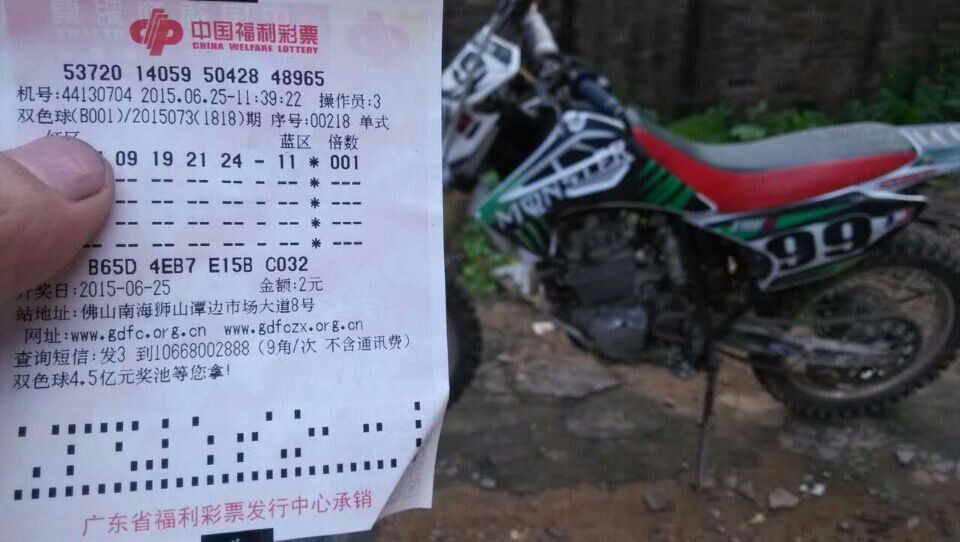 中国福利彩票
CHINA WELFARE LOTTERY
53720 14059 50428 48965
机号:44130704 2015.06.25-11:39:22 操作员:3
双色球(B001)/2015073(1818)期 序号:00218 单式
红区 蓝区 倍数
09 19 21 24 - 11 * 001
-- -- -- -- - -- * ---
-- -- -- -- - -- * ---
-- -- -- -- - -- * ---
-- -- -- -- - -- * ---
B65D 4EB7 E15B C032
开奖日:2015-06-25 金额:2元
站地址:佛山南海狮山谭边市场大道8号
网址:www.gdfc.org.cn www.gdfczx.org.cn
查询短信:发3 到10668002888 (9角/次 不含通讯费)
双色球4.5亿元奖池等您拿!
广东省福利彩票发行中心承销
99
MONSTER
99